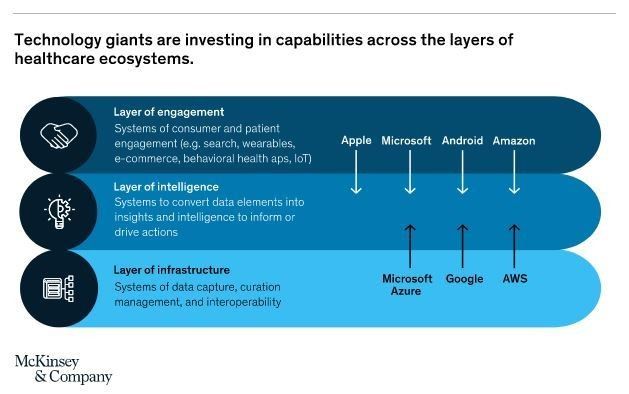 Technology giants are investing in capabilities across the layers of
healthcare ecosystems.
Layer of engagement
Systems of consumer and patient
engagement (e.g. search, wearables,
e-commerce, behavioral health aps, IoT)
Apple Microsoft Android Amazon
Layer of intelligence
Systems to convert data elements into
insights and intelligence to inform or
drive actions
Layer of infrastructure
Systems of data capture, curation
management, and interoperability
Microsoft
Azure
Google
AWS
McKinsey
& Company